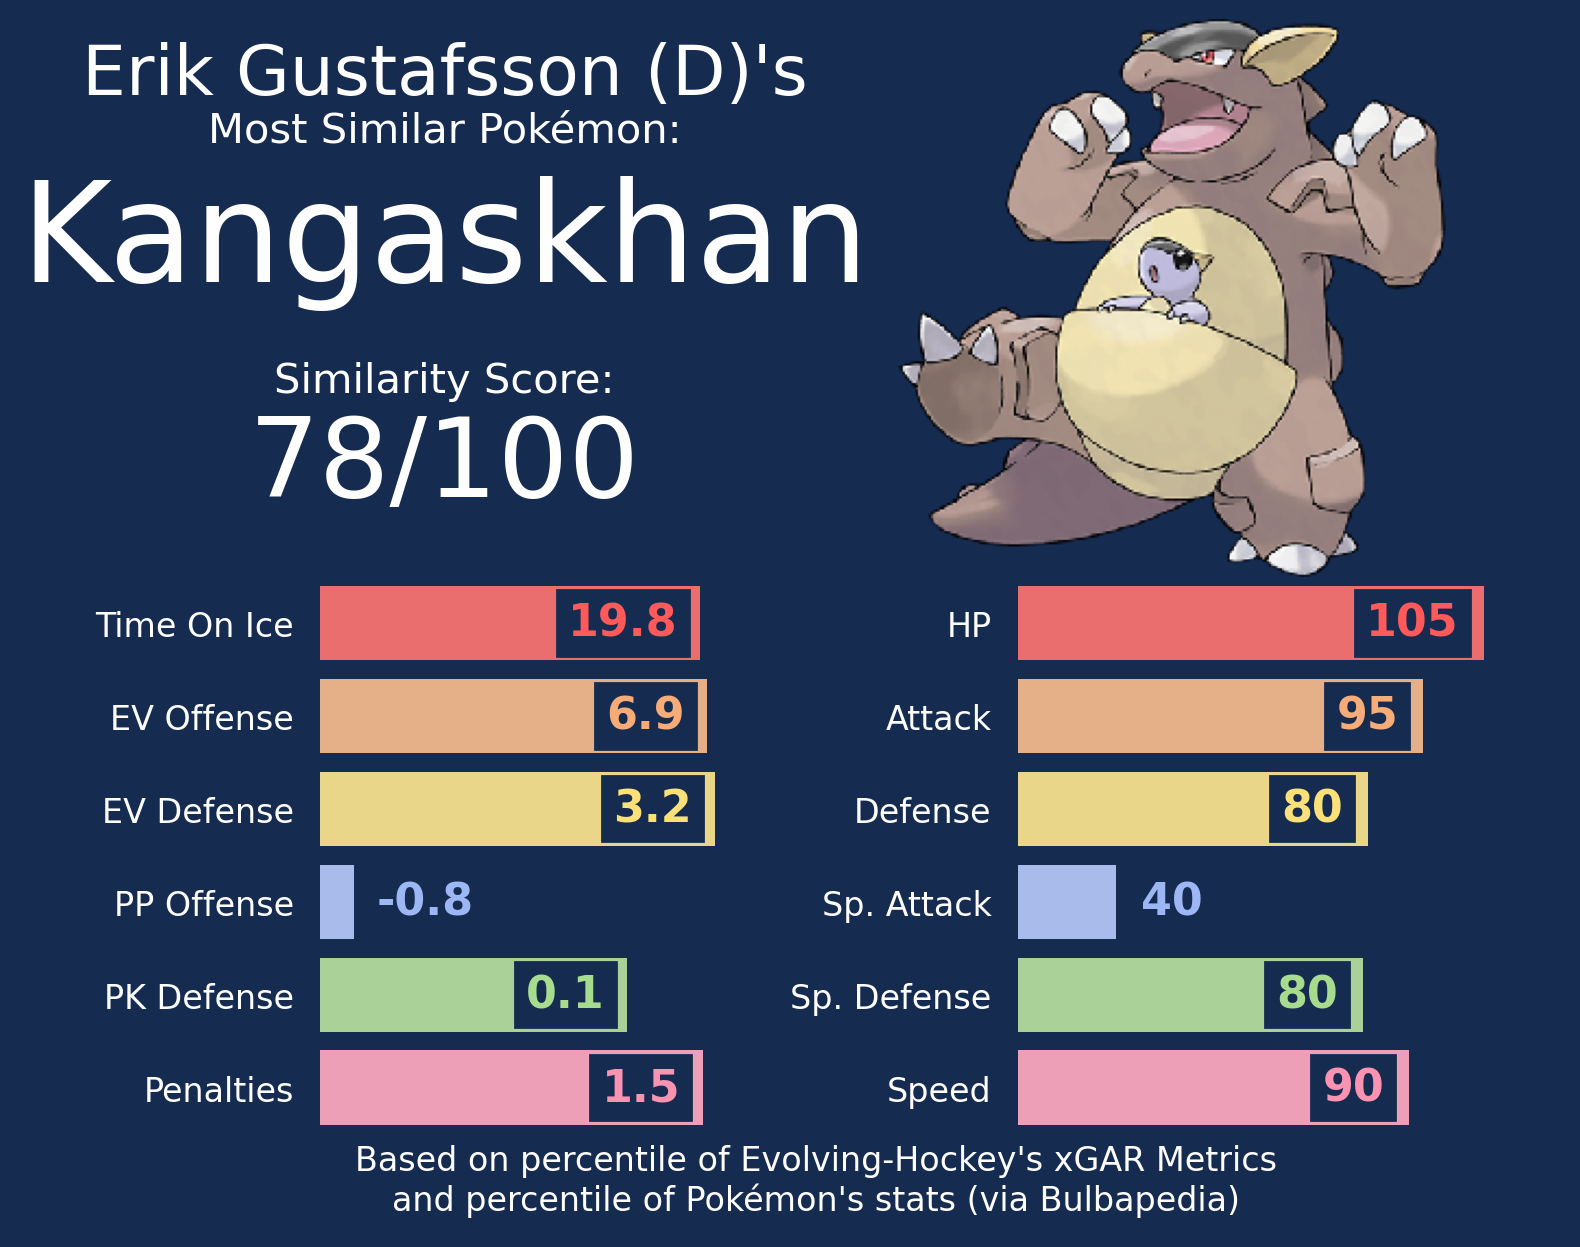 Erik Gustafsson (D)'s
Most Similar Pokémon:
Kangaskhan
Similarity Score:
78/100
Time On Ice 19.8
EV Offense 6.9
EV Defense 3.2
PP Offense -0.8
PK Defense 0.1
Penalties 1.5
HP 105
Attack 95
Defense 80
Sp. Attack 40
Sp. Defense 80
Speed 90
Based on percentile of Evolving-Hockey's xGAR Metrics
and percentile of Pokémon's stats (via Bulbapedia)